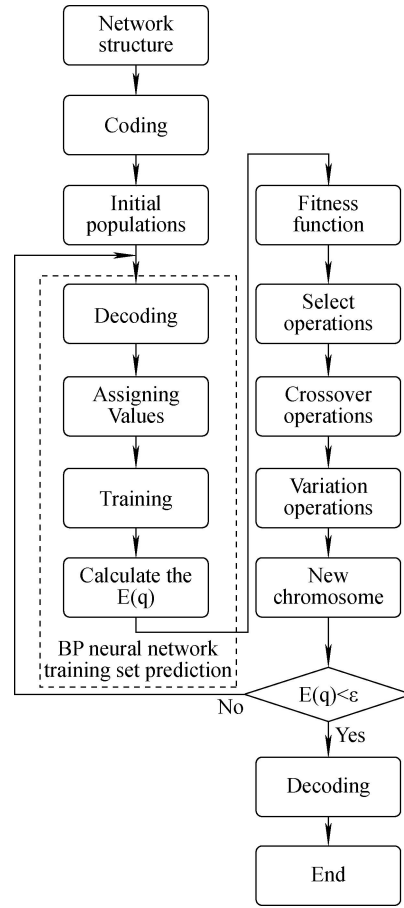 Network
structure
Coding
Initial
populations
Decoding
Assigning
Values
Training
Calculate the
E(q)
BP neural network
training set prediction
Fitness
function
Select
operations
Crossover
operations
Variation
operations
New
chromosome
E(q)<ε
No
Yes
Decoding
End